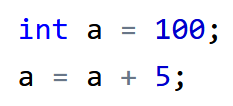 int a = 100;
a = a + 5;